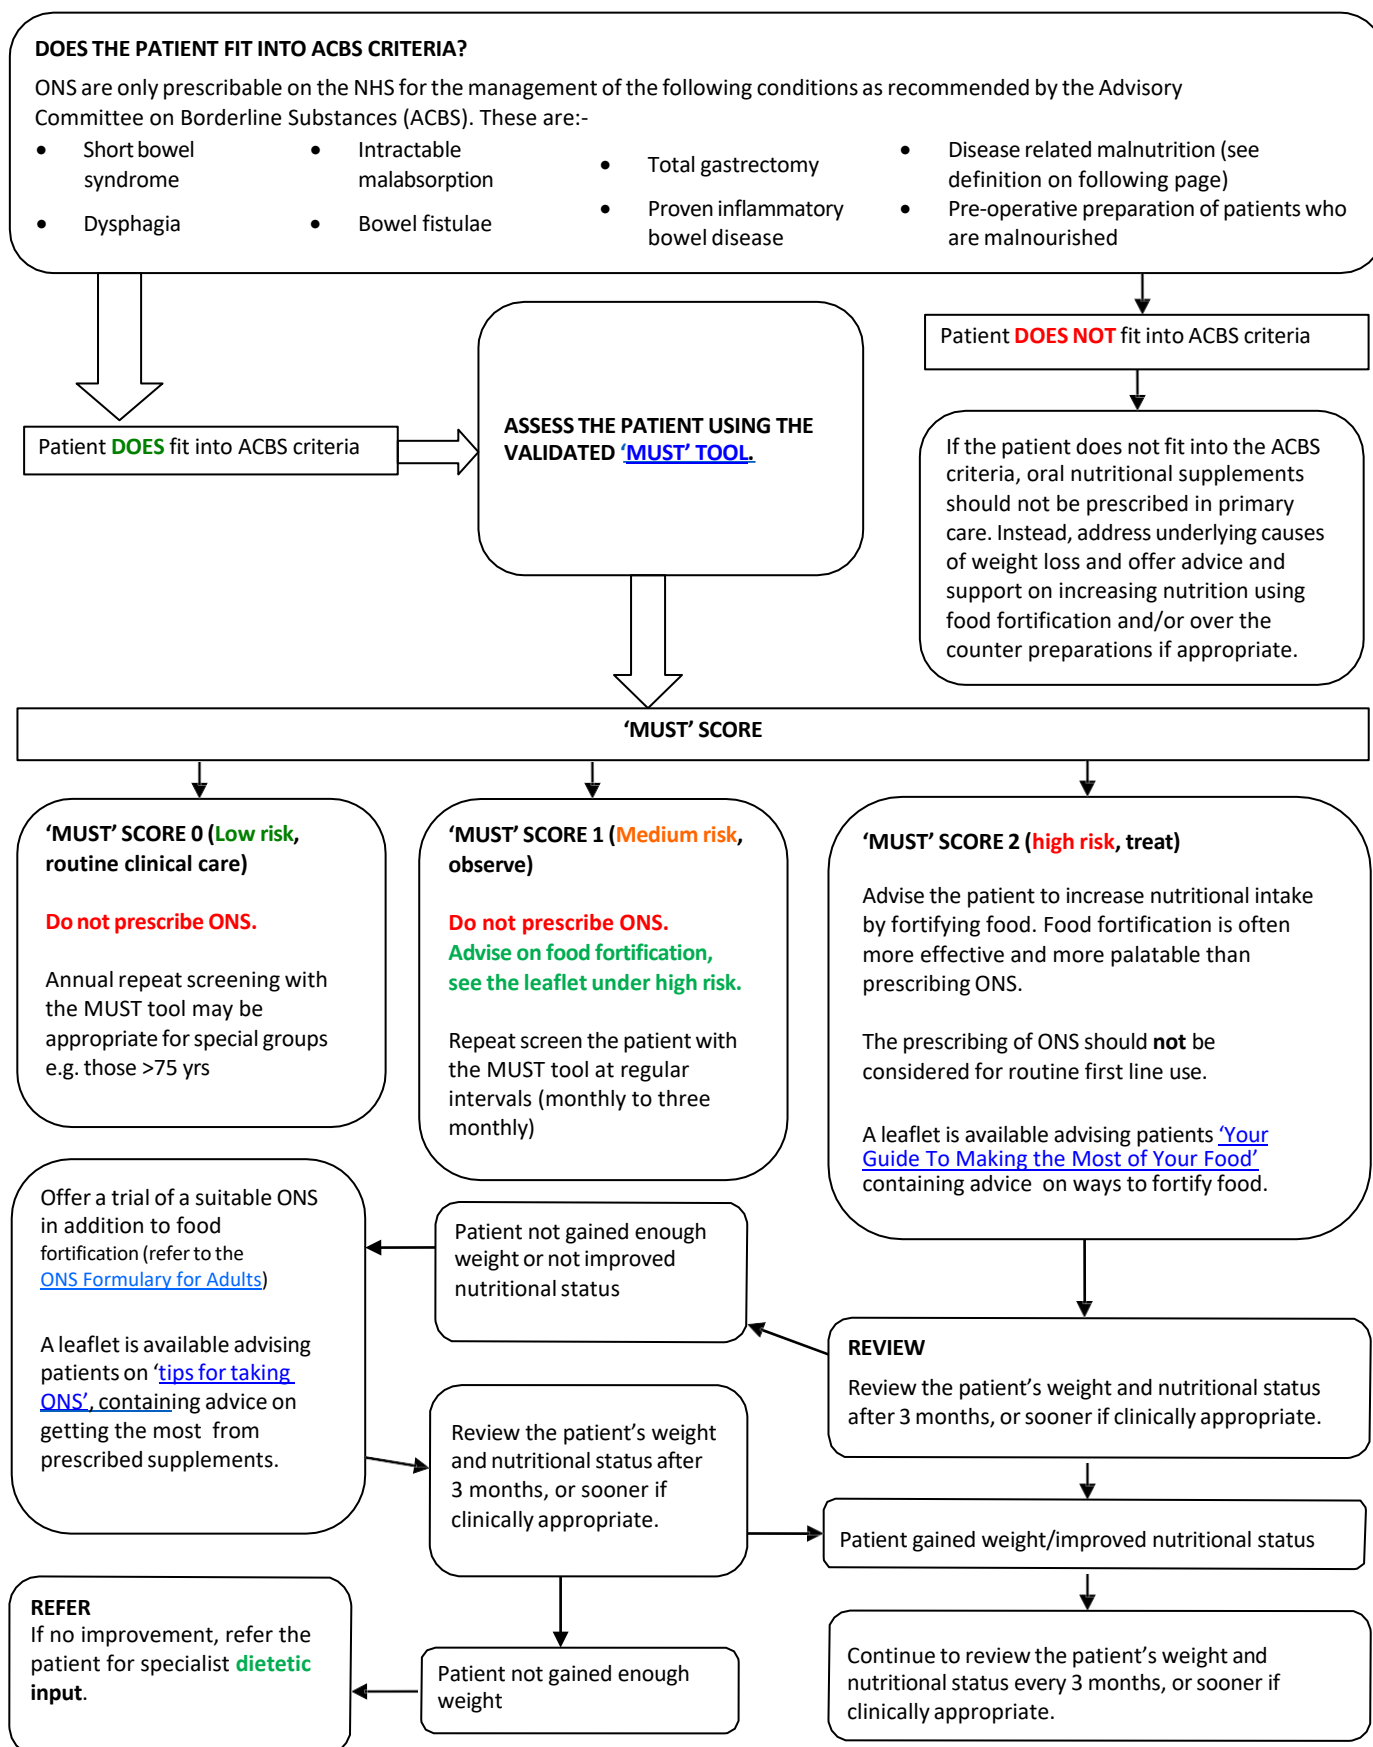 DOES THE PATIENT FIT INTO ACBS CRITERIA?
ONS are only prescribable on the NHS for the management of the following conditions as recommended by the Advisory
Committee on Borderline Substances (ACBS). These are:-
• Short bowel
syndrome
• Dysphagia
• Intractable
malabsorption
• Bowel fistulae
• Total gastrectomy
• Proven inflammatory
bowel disease
• Disease related malnutrition (see
definition on following page)
• Pre-operative preparation of patients who
are malnourished
Patient DOES fit into ACBS criteria
ASSESS THE PATIENT USING THE
VALIDATED ‘MUST’ TOOL.
Patient DOES NOT fit into ACBS criteria
If the patient does not fit into the ACBS
criteria, oral nutritional supplements
should not be prescribed in primary
care. Instead, address underlying causes
of weight loss and offer advice and
support on increasing nutrition using
food fortification and/or over the
counter preparations if appropriate.
‘MUST’ SCORE
‘MUST’ SCORE 0 (Low risk,
routine clinical care)
Do not prescribe ONS.
Annual repeat screening with
the MUST tool may be
appropriate for special groups
e.g. those >75 yrs
‘MUST’ SCORE 1 (Medium risk,
observe)
Do not prescribe ONS.
Advise on food fortification,
see the leaflet under high risk.
Repeat screen the patient with
the MUST tool at regular
intervals (monthly to three
monthly)
‘MUST’ SCORE 2 (high risk, treat)
Advise the patient to increase nutritional intake
by fortifying food. Food fortification is often
more effective and more palatable than
prescribing ONS.
The prescribing of ONS should not be
considered for routine first line use.
A leaflet is available advising patients ‘Your
Guide To Making the Most of Your Food’
containing advice on ways to fortify food.
REVIEW
Review the patient’s weight and nutritional status
after 3 months, or sooner if clinically appropriate.
Patient not gained enough
weight or not improved
nutritional status
Offer a trial of a suitable ONS
in addition to food
fortification (refer to the
ONS Formulary for Adults)
A leaflet is available advising
patients on ‘tips for taking
ONS’, containing advice on
getting the most from
prescribed supplements.
Review the patient’s weight
and nutritional status after
3 months, or sooner if
clinically appropriate.
Patient gained weight/improved nutritional status
Continue to review the patient’s weight and
nutritional status every 3 months, or sooner if
clinically appropriate.
Patient not gained enough
weight
REFER
If no improvement, refer the
patient for specialist dietetic
input.